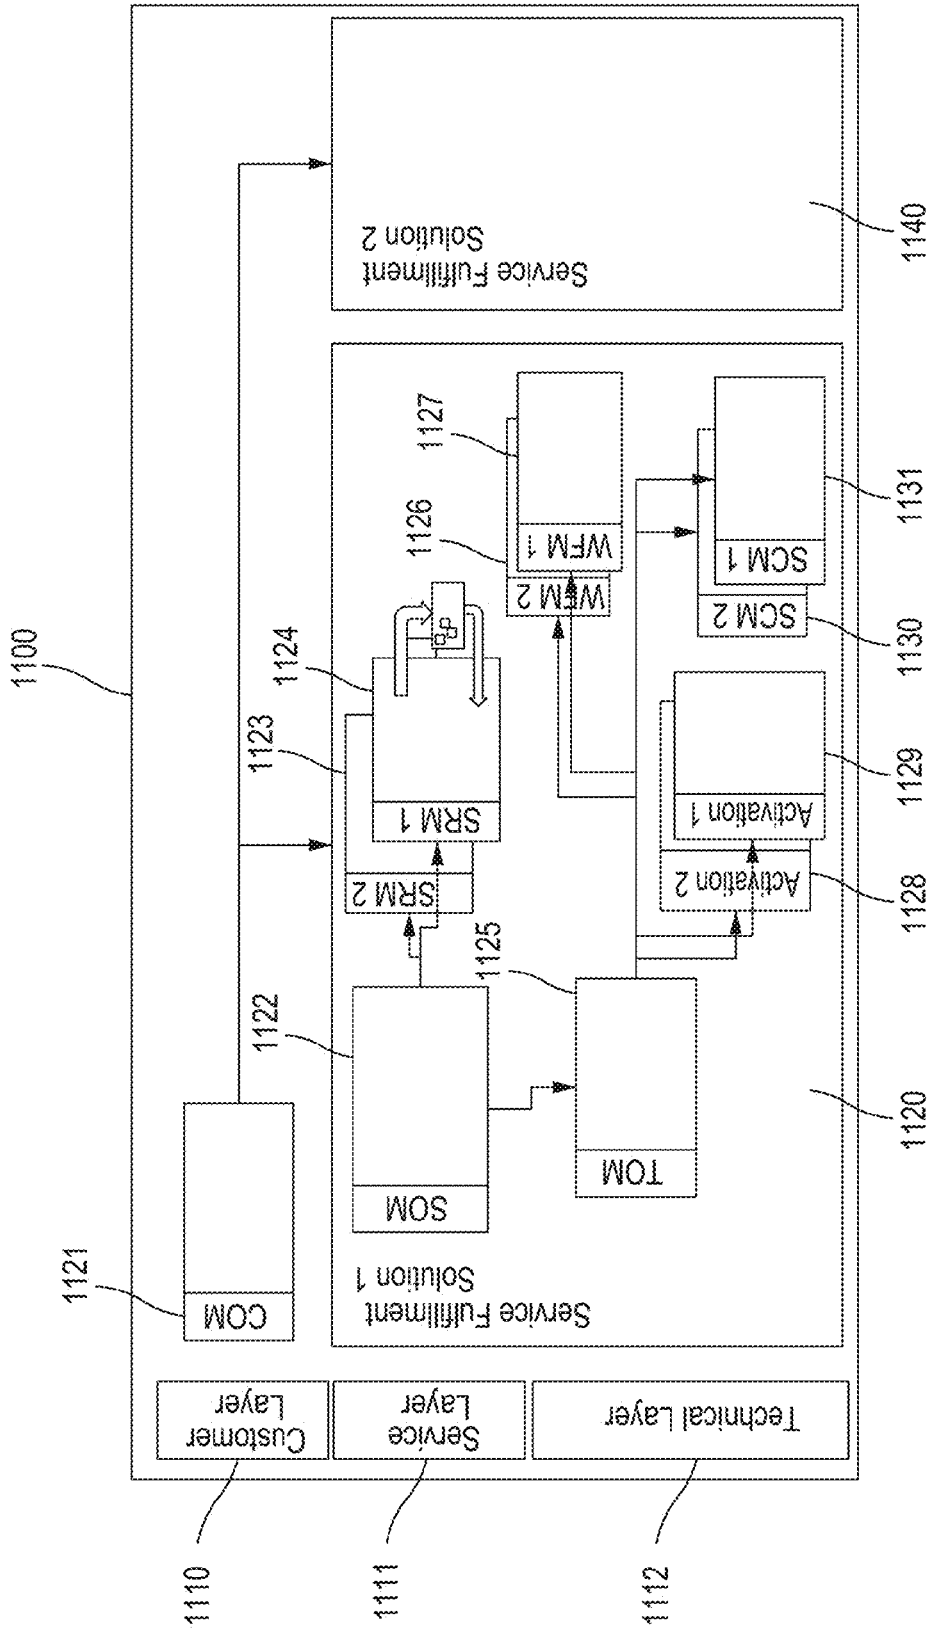 1100
1110
Customer
Layer
1111
Service
Layer
1112
Technical Layer
1121
COM
Service Fulfillment
Solution 1
1122
SOM
1123
SRM 2
1124
SRM 1
1125
TOM
1126
WFM 2
1127
WFM 1
1128
Activation 2
1129
Activation 1
1130
SCM 2
1131
SCM 1
1120
Service Fulfillment
Solution 2
1140